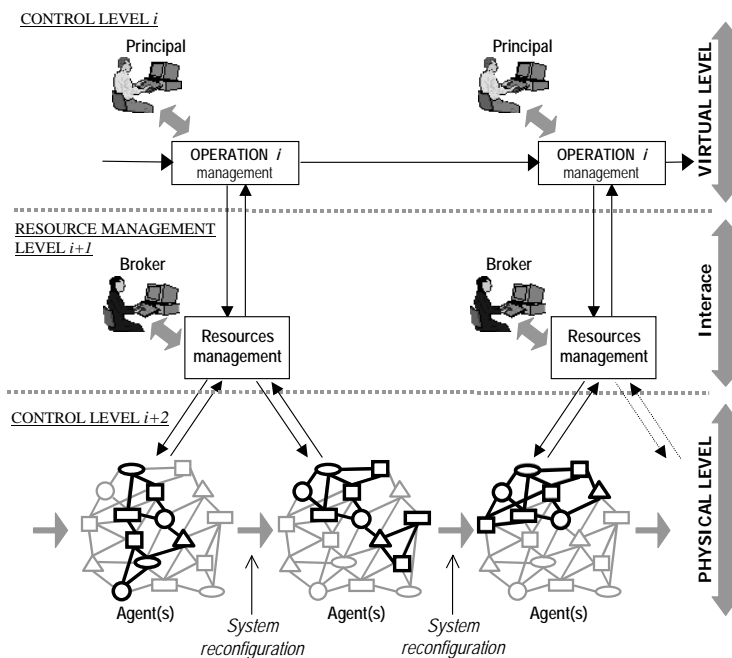 CONTROL LEVEL i
Principal
Principal
OPERATION i
management
OPERATION i
management
VIRTUAL LEVEL
RESOURCE MANAGEMENT
LEVEL i+1
Broker
Broker
Resources
management
Resources
management
Interace
CONTROL LEVEL i+2
PHYSICAL LEVEL
Agent(s)
Agent(s)
Agent(s)
System
reconfiguration
System
reconfiguration